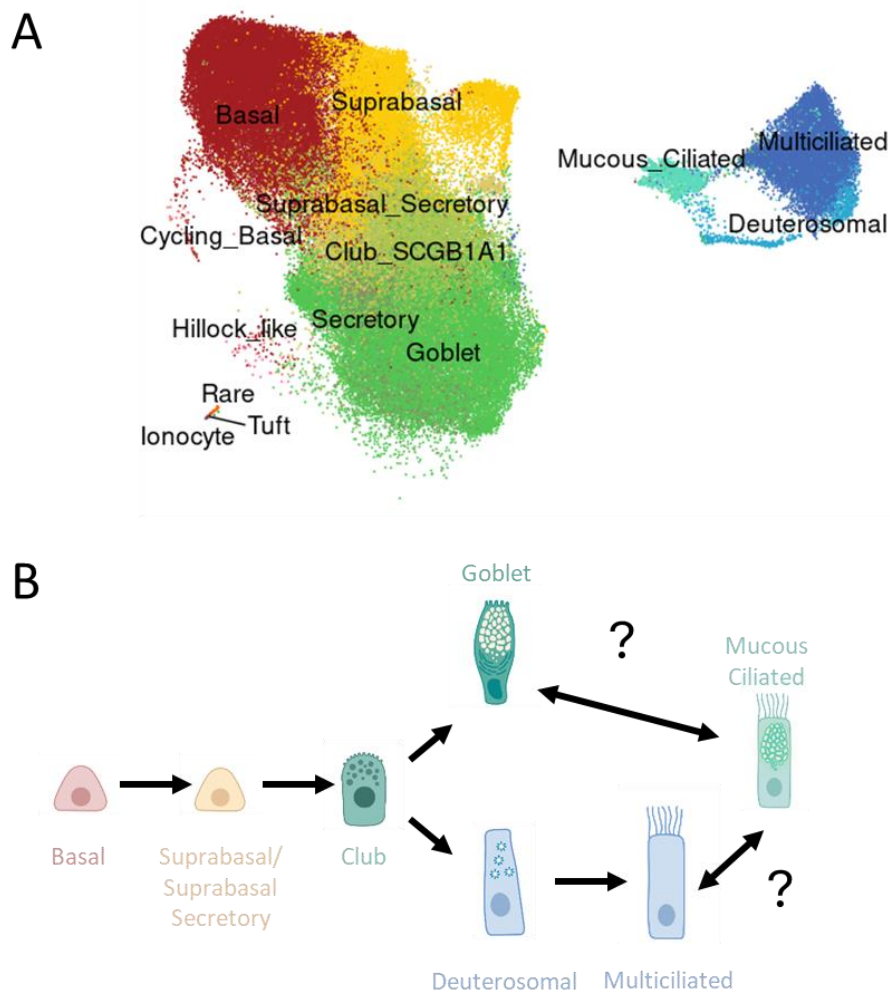 A
Basal
Suprabasal
Mucous_Ciliated
Multiciliated
Suprabasal_Secretory
Cycling_Basal
Club_SCGB1A1
Deuterosomal
Hillock_like
Secretory
Goblet
Rare
Ionocyte
Tuft
B
Goblet
?
Mucous
Ciliated
Basal
Suprabasal/
Suprabasal
Secretory
Club
?
Deuterosomal
Multiciliated